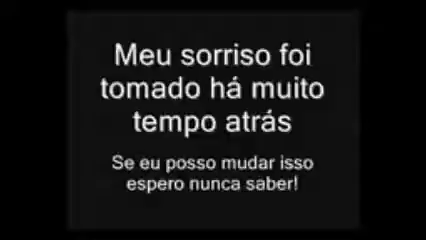 Meu sorriso foi
tomado há muito
tempo atrás
Se eu posso mudar isso
espero nunca saber!